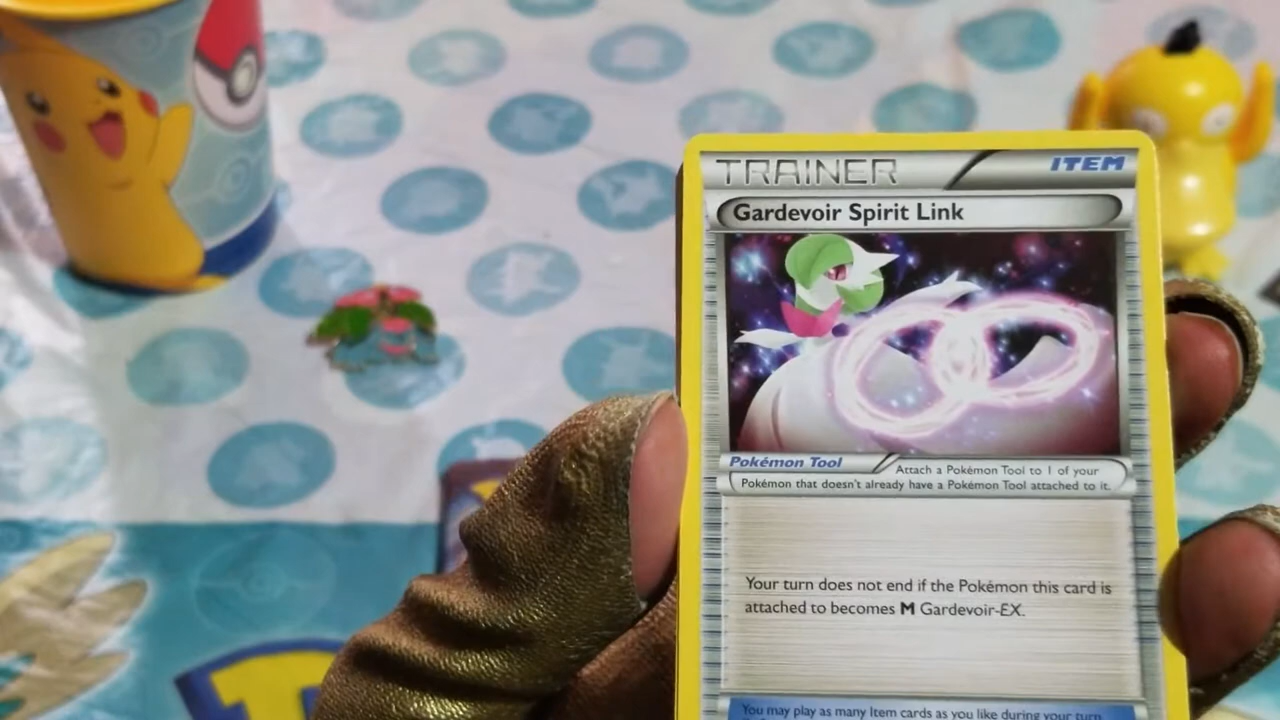 TRAINER
ITEM
Gardevoir Spirit Link
Pokémon Tool
Attach a Pokémon Tool to 1 of your
Pokémon that doesn't already have a Pokémon Tool attached to it.
Your turn does not end if the Pokémon this card is
attached to becomes M Gardevoir-EX.
You may play as many Item cards as you like during your turn